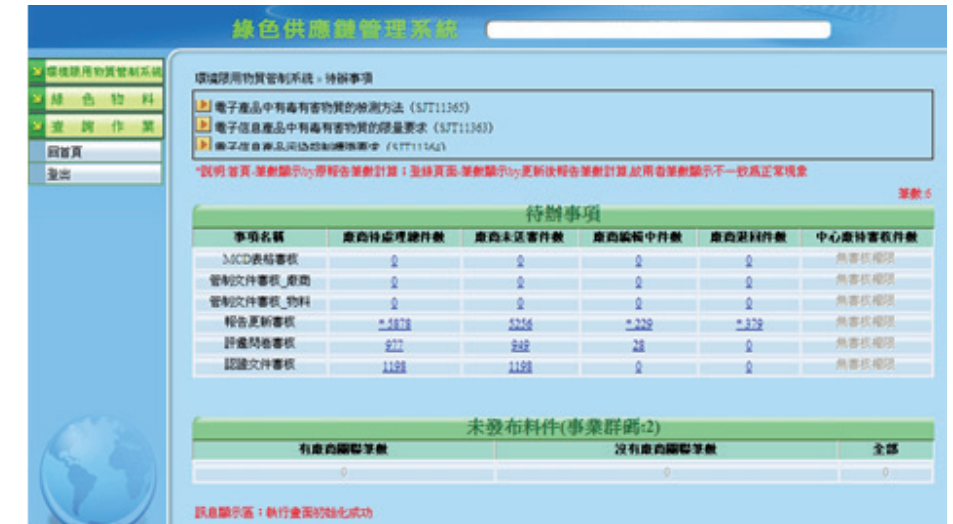 綠色供應鏈管理系統
環境限用物質管制系統
綠色物料
查詢作業
回首頁
登出
環境限用物質管制系統 - 待辦事項
電子產品中有毒有害物質的檢測方法 (SJT11365)
電子信息產品中有毒有害物質的限量要求 (SJT11363)
電子信息產品污染控制標識要求 (SJT11364)
*說明:首頁-筆數顯示by原報告筆數計算;登錄頁面-筆數顯示by更新後報告筆數計算,故兩者筆數顯示不一致為正常現象
筆數:6
待辦事項
事項名稱 廠商待處理總件數 廠商未送審件數 廠商編輯中件數 廠商退回件數 中心廠待審核件數
MCD表格審核 0 0 0 0 無審核權限
管制文件審核_廠商 0 0 0 0 無審核權限
管制文件審核_物料 0 0 0 0 無審核權限
報告更新審核 *5878 5256 *229 *379 無審核權限
評鑑問卷審核 977 949 28 0 無審核權限
認證文件審核 1198 1198 0 0 無審核權限
未發布料件(事業群碼:2)
有廠商關聯筆數 沒有廠商關聯筆數 全部
0 0 0
訊息顯示區:執行畫面初始化成功